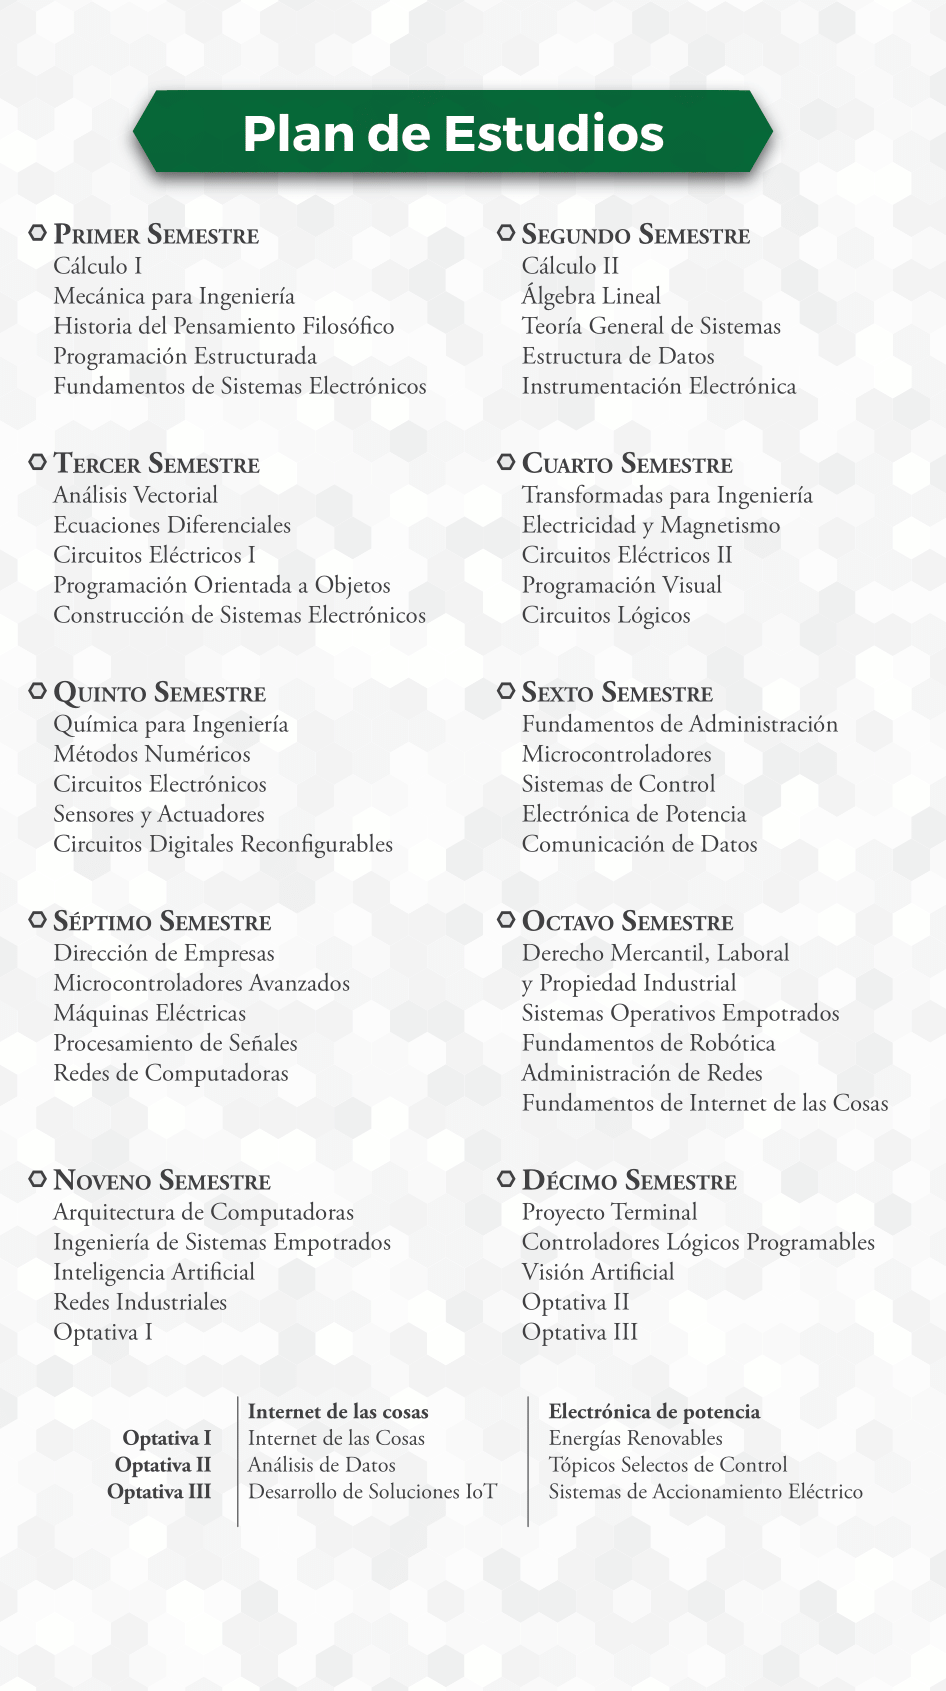 Plan de Estudios
Primer Semestre
Cálculo I
Mecánica para Ingeniería
Historia del Pensamiento Filosófico
Programación Estructurada
Fundamentos de Sistemas Electrónicos
Segundo Semestre
Cálculo II
Álgebra Lineal
Teoría General de Sistemas
Estructura de Datos
Instrumentación Electrónica
Tercer Semestre
Análisis Vectorial
Ecuaciones Diferenciales
Circuitos Eléctricos I
Programación Orientada a Objetos
Construcción de Sistemas Electrónicos
Cuarto Semestre
Transformadas para Ingeniería
Electricidad y Magnetismo
Circuitos Eléctricos II
Programación Visual
Circuitos Lógicos
Quinto Semestre
Química para Ingeniería
Métodos Numéricos
Circuitos Electrónicos
Sensores y Actuadores
Circuitos Digitales Reconfigurables
Sexto Semestre
Fundamentos de Administración
Microcontroladores
Sistemas de Control
Electrónica de Potencia
Comunicación de Datos
Séptimo Semestre
Dirección de Empresas
Microcontroladores Avanzados
Máquinas Eléctricas
Procesamiento de Señales
Redes de Computadoras
Octavo Semestre
Derecho Mercantil, Laboral
y Propiedad Industrial
Sistemas Operativos Empotrados
Fundamentos de Robótica
Administración de Redes
Fundamentos de Internet de las Cosas
Noveno Semestre
Arquitectura de Computadoras
Ingeniería de Sistemas Empotrados
Inteligencia Artificial
Redes Industriales
Optativa I
Décimo Semestre
Proyecto Terminal
Controladores Lógicos Programables
Visión Artificial
Optativa II
Optativa III
Internet de las cosas Electrónica de potencia
Optativa I Internet de las Cosas Energías Renovables
Optativa II Análisis de Datos Tópicos Selectos de Control
Optativa III Desarrollo de Soluciones IoT Sistemas de Accionamiento Eléctrico